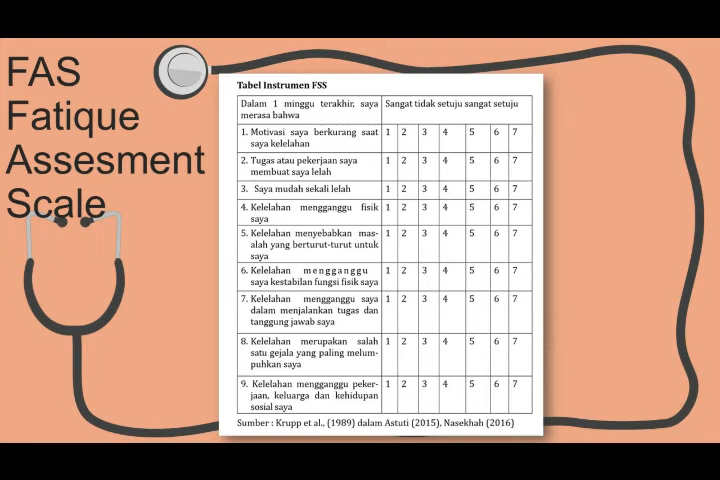 FAS
Fatique
Assesment
Scale
Tabel Instrumen FSS
Dalam 1 minggu terakhir, saya merasa bahwa | Sangat tidak setuju sangat setuju
1. Motivasi saya berkurang saat saya kelelahan | 1 2 3 4 5 6 7
2. Tugas atau pekerjaan saya membuat saya lelah | 1 2 3 4 5 6 7
3. Saya mudah sekali lelah | 1 2 3 4 5 6 7
4. Kelelahan mengganggu fisik saya | 1 2 3 4 5 6 7
5. Kelelahan menyebabkan mas-alah yang berturut-turut untuk saya | 1 2 3 4 5 6 7
6. Kelelahan mengganggu saya kestabilan fungsi fisik saya | 1 2 3 4 5 6 7
7. Kelelahan mengganggu saya dalam menjalankan tugas dan tanggung jawab saya | 1 2 3 4 5 6 7
8. Kelelahan merupakan salah satu gejala yang paling melum-puhkan saya | 1 2 3 4 5 6 7
9. Kelelahan mengganggu peker-jaan, keluarga dan kehidupan sosial saya | 1 2 3 4 5 6 7
Sumber : Krupp et al., (1989) dalam Astuti (2015), Nasekhah (2016)